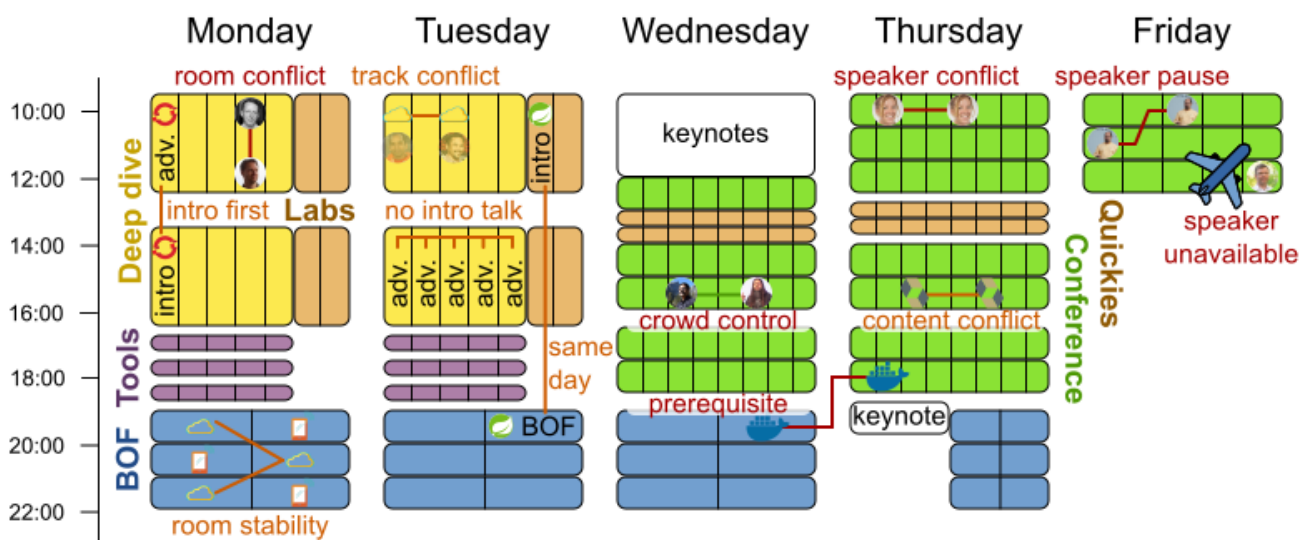 Monday
Tuesday
Wednesday
Thursday
Friday
room conflict
track conflict
speaker conflict
speaker pause
10:00
12:00
14:00
16:00
18:00
20:00
22:00
Deep dive
Tools
BOF
adv.
intro first
Labs
intro
intro
no intro talk
adv.
adv.
adv.
adv.
adv.
same
day
keynotes
crowd control
content conflict
prerequisite
keynote
BOF
room stability
Quickies
Conference
speaker
unavailable